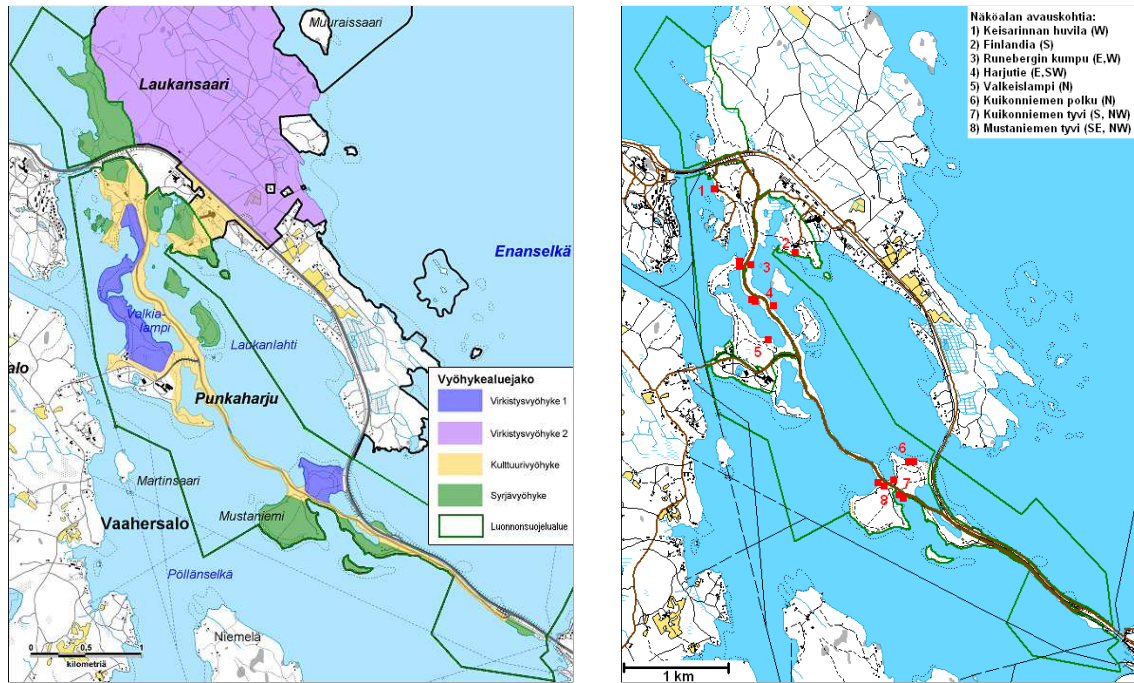 Muuraissaari
Laukansaari
Enanselkä
Valkia-
lampi
Laukanlahti
alo
Punkaharju
Martinsaari
Mustaniemi
Vaahersalo
Pöllänselkä
Niemelä
0 0,5 1
kilometriä
Vyöhykealuejako
Virkistysvyöhyke 1
Virkistysvyöhyke 2
Kulttuurivyöhyke
Syrjävyöhyke
Luonnonsuojelualue
Näköalan avauskohtia:
1) Keisarinnan huvila (W)
2) Finlandia (S)
3) Runebergin kumpu (E,W)
4) Harjutie (E,SW)
5) Valkeislampi (N)
6) Kuikonniemen polku (N)
7) Kuikonniemen tyvi (S, NW)
8) Mustaniemen tyvi (SE, NW)
1
2
3
4
5
6
7
8
1 km